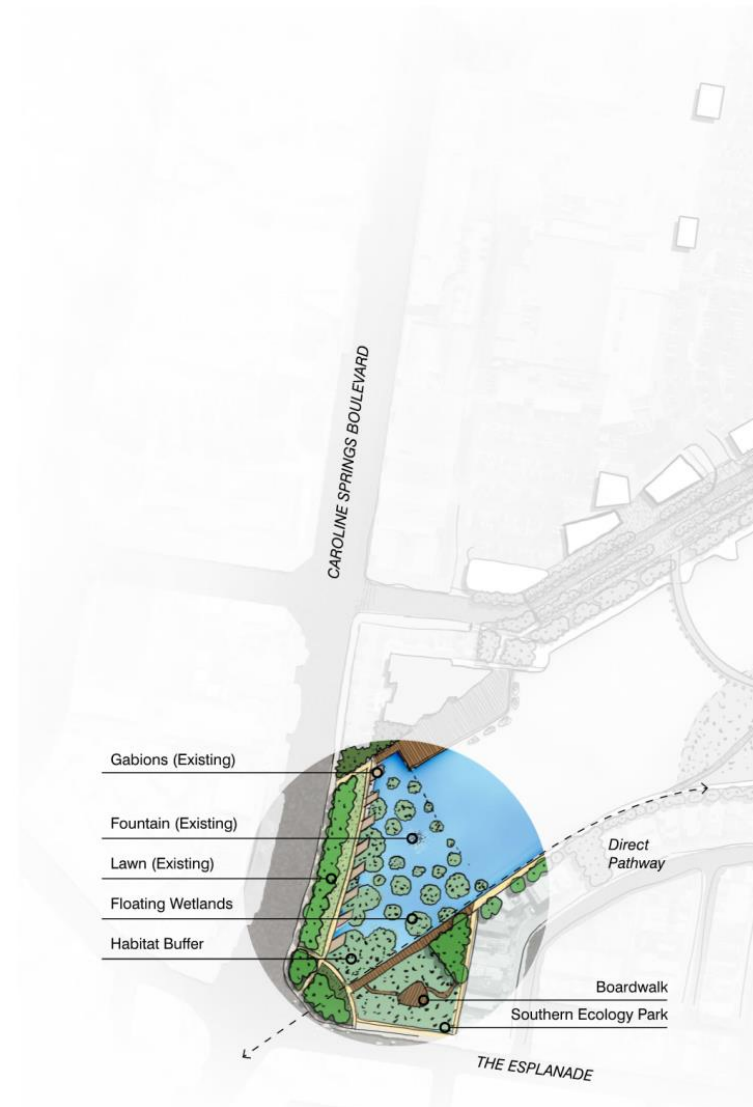 CAROLINE SPRINGS BOULEVARD
Gabions (Existing)
Fountain (Existing)
Lawn (Existing)
Floating Wetlands
Habitat Buffer
Direct
Pathway
Boardwalk
Southern Ecology Park
THE ESPLANADE